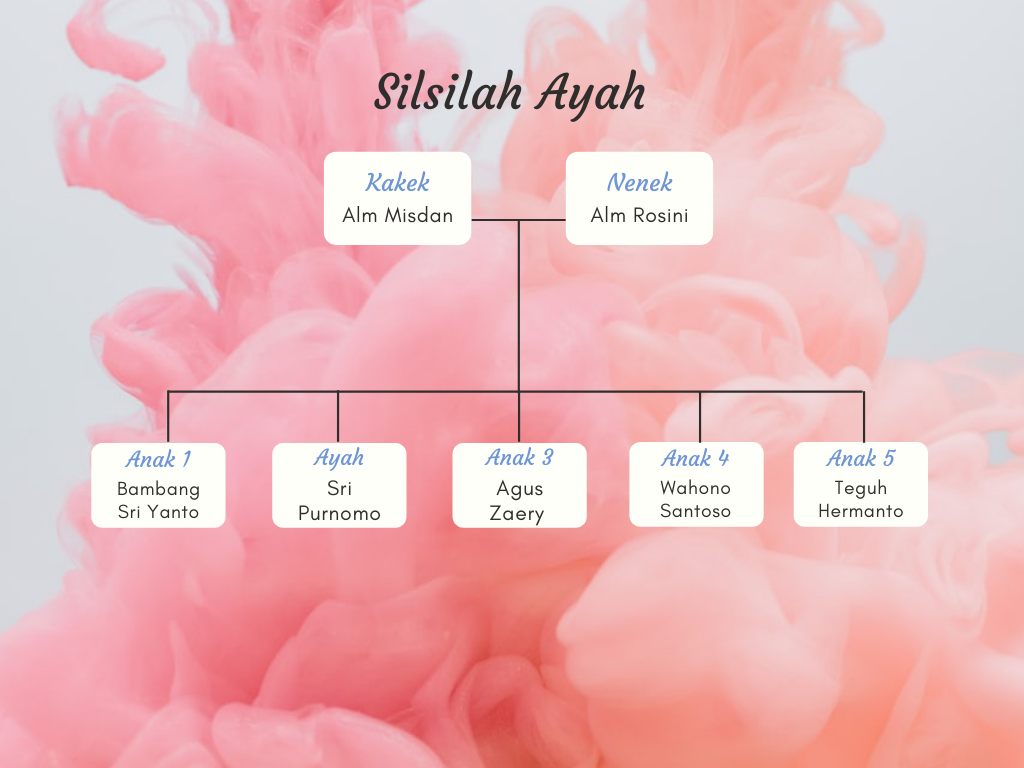 Silsilah Ayah
Kakek
Alm Misdan
Nenek
Alm Rosini
Anak 1
Bambang
Sri Yanto
Ayah
Sri
Purnomo
Anak 3
Agus
Zaery
Anak 4
Wahono
Santoso
Anak 5
Teguh
Hermanto